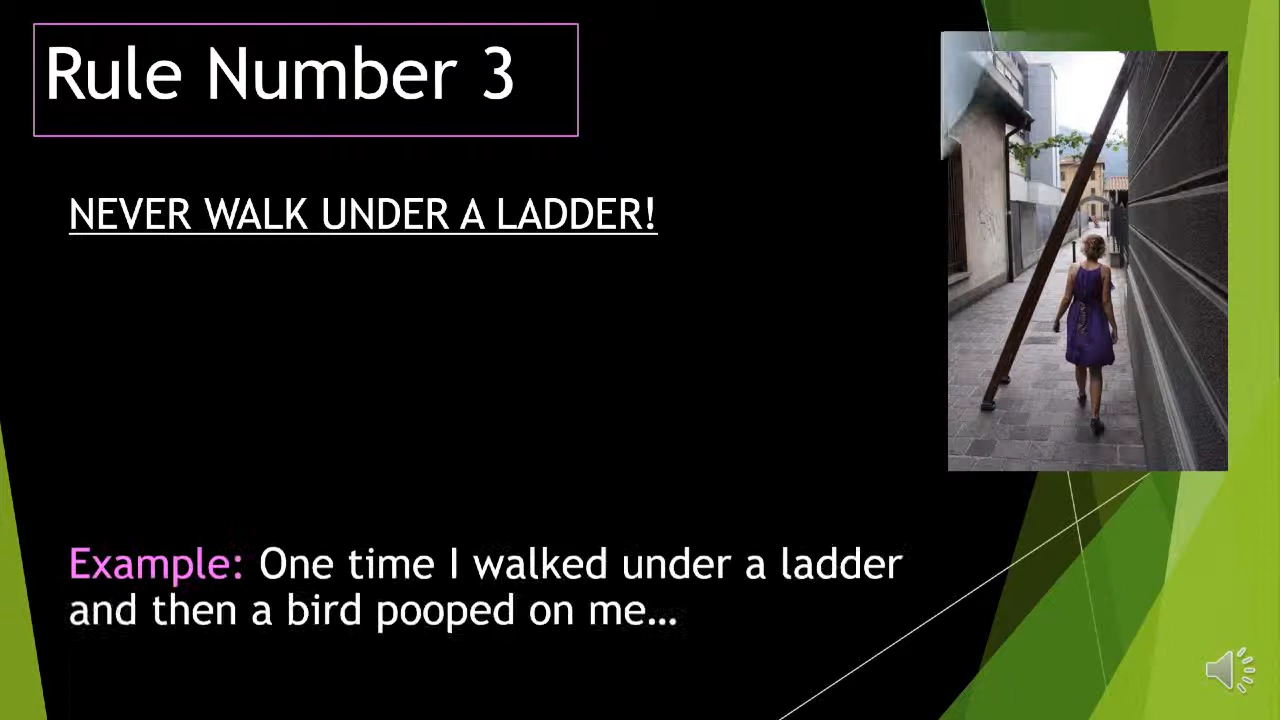 Rule Number 3
NEVER WALK UNDER A LADDER!
Example: One time I walked under a ladder
and then a bird pooped on me…